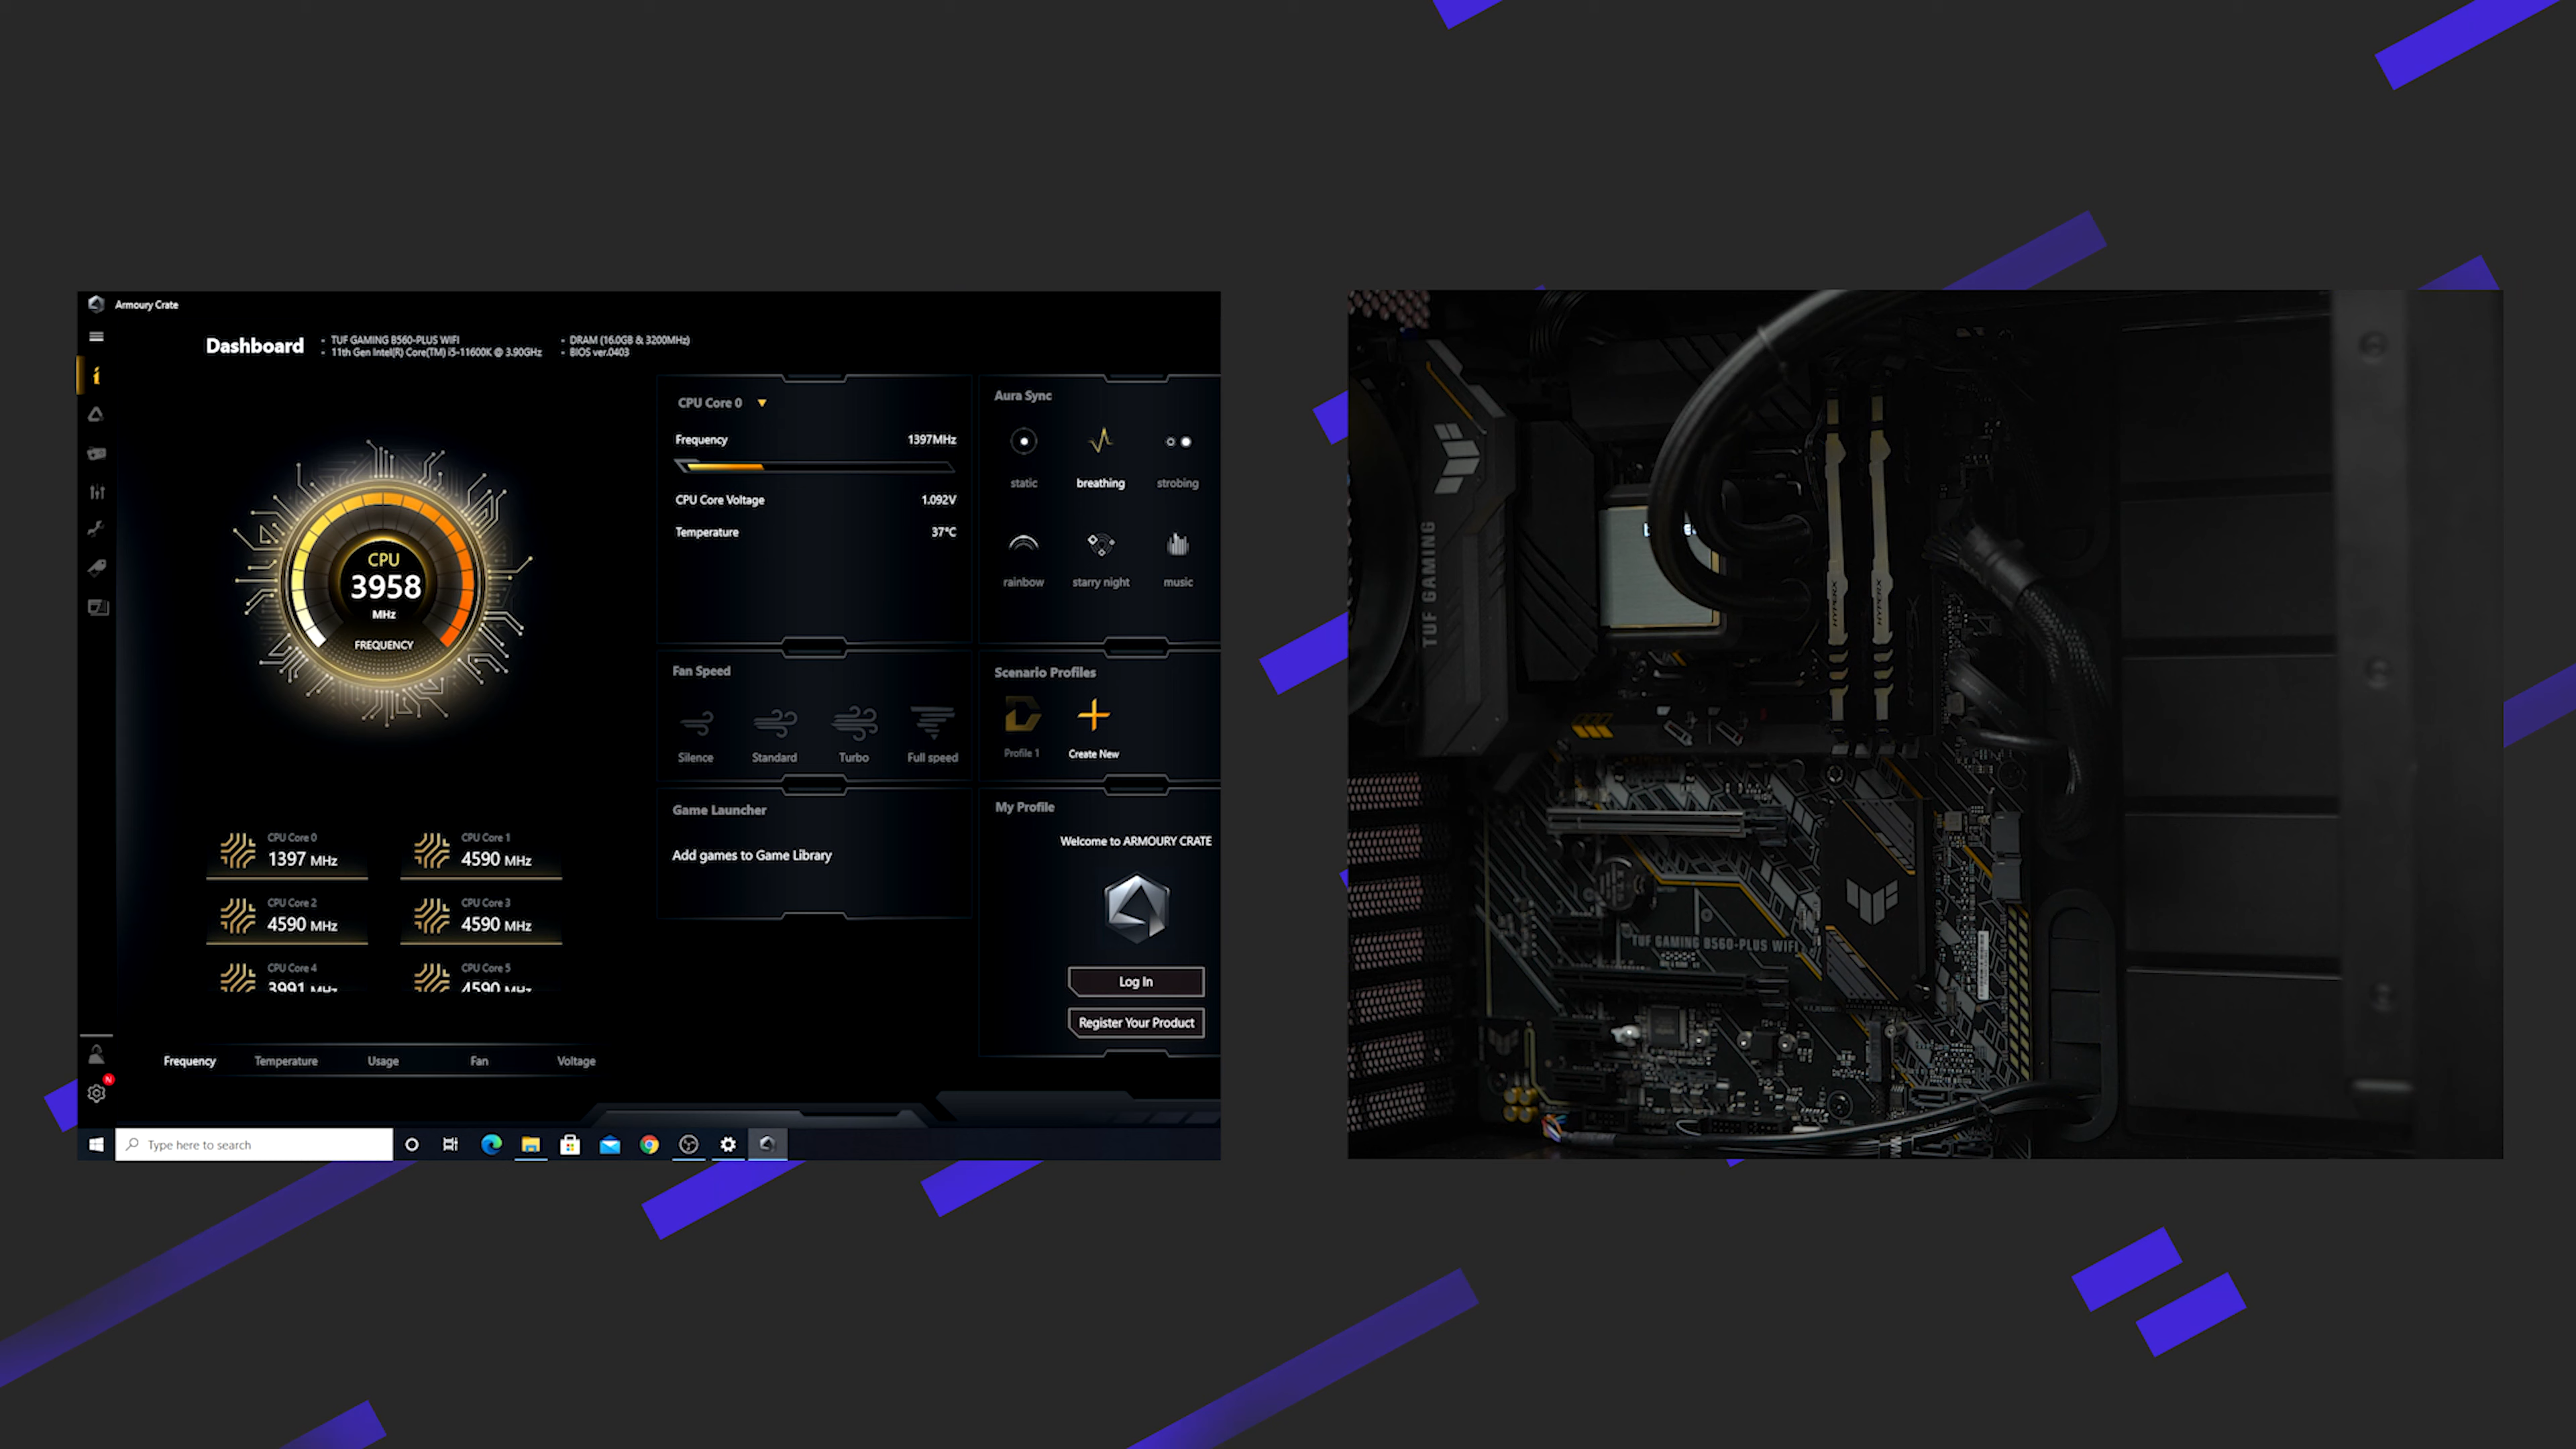 Armoury Crate
Dashboard
TUF GAMING B560-PLUS WIFI
11th Gen Intel(R) Core(TM) i5-11600K @ 3.90GHz
DRAM (16.0GB & 3200MHz)
BIOS ver.0403
CPU
3958
MHz
FREQUENCY
CPU Core 0
1397 MHz
CPU Core 1
4590 MHz
CPU Core 2
4590 MHz
CPU Core 3
4590 MHz
CPU Core 4
3991 MHz
CPU Core 5
4590 MHz
Frequency Temperature Usage Fan Voltage
CPU Core 0
Frequency 1397MHz
CPU Core Voltage 1.092V
Temperature 37°C
Fan Speed
Silence Standard Turbo Full speed
Game Launcher
Add games to Game Library
Aura Sync
static breathing strobing
rainbow starry night music
Scenario Profiles
Profile 1 Create New
My Profile
Welcome to ARMOURY CRATE
Log In
Register Your Product
N
Type here to search
TUF GAMING
HYPERX
HYPERX
TUF GAMING B560-PLUS WIFI